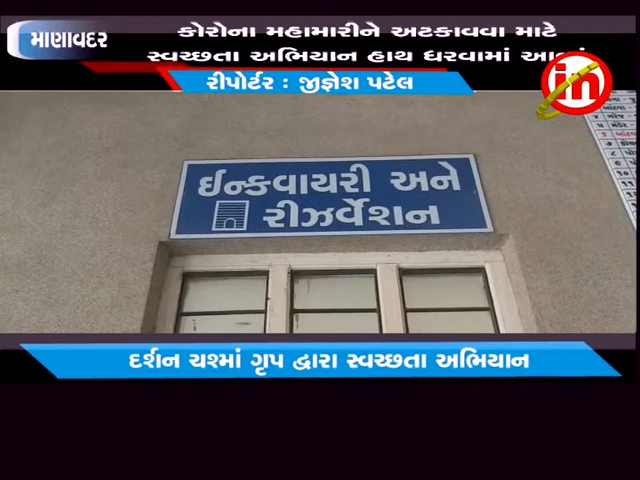 માણાવદર
કોરોના મહામારીને અટકાવવા માટે
સ્વચ્છતા અભિયાન હાથ ધરવામાં
રીપોર્ટર : જીજ્ઞેશ પટેલ
in
ઈન્કવાયરી અને
રીઝર્વેશન
દર્શન ચશ્માં ગૃપ દ્વારા સ્વચ્છતા અભિયાન